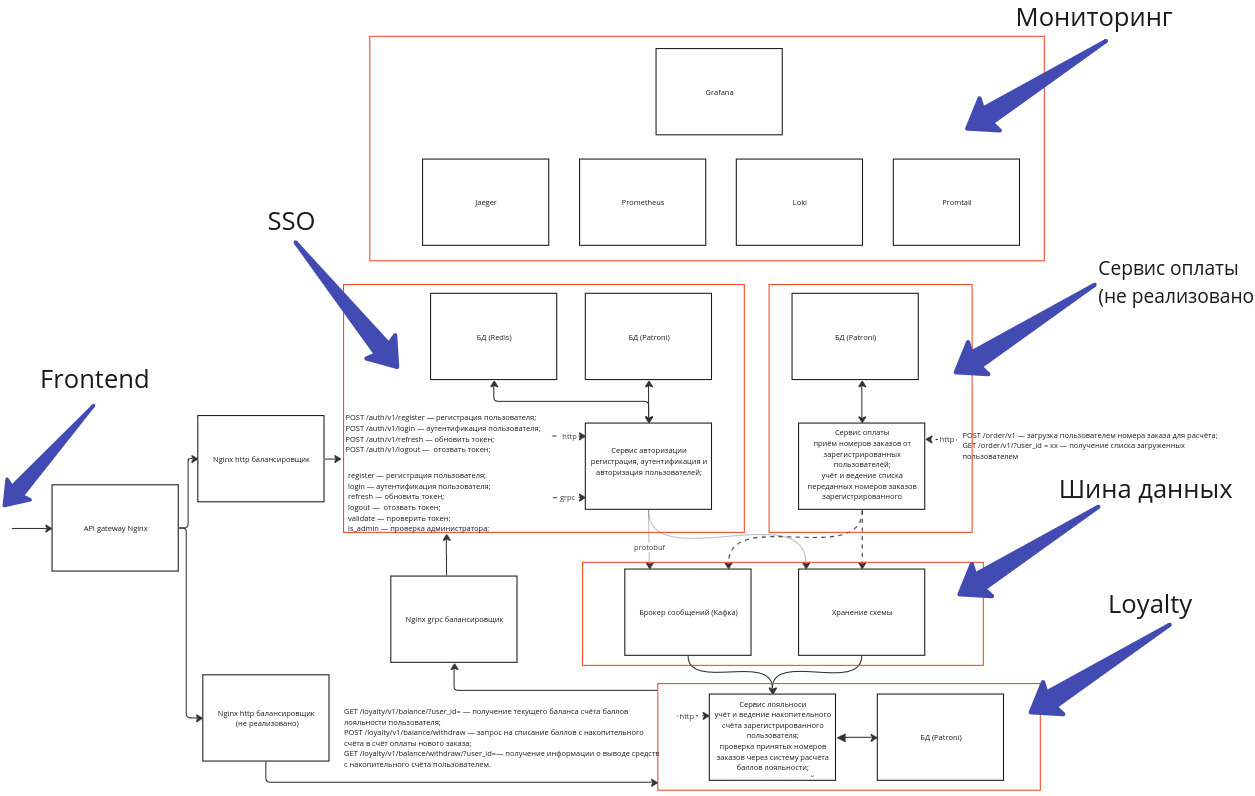 Мониторинг
Grafana
Jaeger
Prometheus
Loki
Promtail
SSO
Сервис оплаты
(не реализовано
БД (Redis)
БД (Patroni)
БД (Patroni)
Frontend
POST /auth/v1/register — регистрация пользователя;
POST /auth/v1/login — аутентификация пользователя;
POST /auth/v1/refresh — обновить токен;
POST /auth/v1/logout — отозвать токен;
http
Сервис авторизации
регистрация, аутентификация и
авторизация пользователей;
Сервис оплаты
приём номеров заказов от
зарегистрированных
пользователей;
учёт и ведение списка
переданных номеров заказов
зарегистрированного
http
POST /order/v1 — загрузка пользователем номера заказа для расчёта;
GET /order/v1/?user_id = xx — получение списка загруженных
пользователем
Nginx http балансировщик
register — регистрация пользователя;
login — аутентификация пользователя;
refresh — обновить токен;
logout — отозвать токен;
validate — проверить токен;
is_admin — проверка администратора;
grpc
Шина данных
API gateway Nginx
protobuf
Nginx grpc балансировщик
Брокер сообщений (Кафка)
Хранение схемы
Loyalty
Nginx http балансировщик
(не реализовано)
GET /loyalty/v1/balance/?user_id= — получение текущего баланса счёта баллов
лояльности пользователя;
POST /loyalty/v1/balance/withdraw — запрос на списание баллов с накопительного
счёта в счёт оплаты нового заказа;
GET /loyalty/v1/balance/withdraw/?user_id=— получение информации о выводе средств
с накопительного счёта пользователем.
http
Сервис лояльноси
учёт и ведение накопительного
счёта зарегистрированного
пользователя;
проверка принятых номеров
заказов через систему расчёта
баллов лояльности;
БД (Patroni)